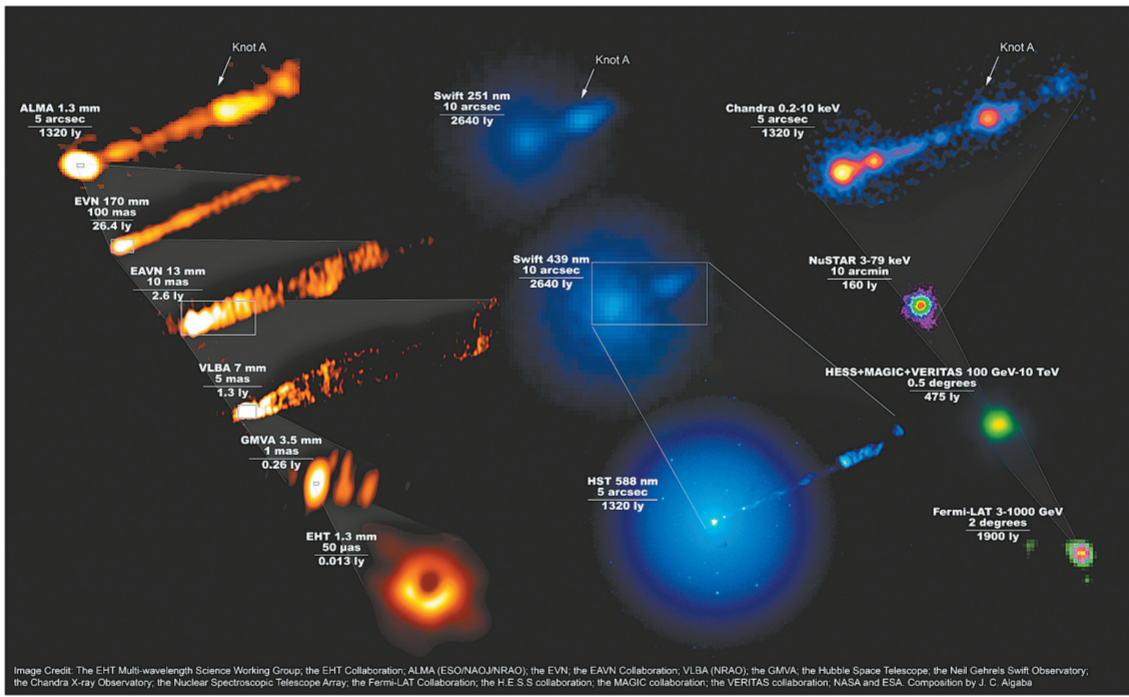 Knot A
ALMA 1.3 mm
5 arcsec
1320 ly
EVN 170 mm
100 mas
26.4 ly
EAVN 13 mm
10 mas
2.6 ly
VLBA 7 mm
5 mas
1.3 ly
GMVA 3.5 mm
1 mas
0.26 ly
EHT 1.3 mm
50 µas
0.013 ly
Knot A
Swift 251 nm
10 arcsec
2640 ly
Swift 439 nm
10 arcsec
2640 ly
HST 588 nm
5 arcsec
1320 ly
Knot A
Chandra 0.2-10 keV
5 arcsec
1320 ly
NuSTAR 3-79 keV
10 arcmin
160 ly
HESS+MAGIC+VERITAS 100 GeV-10 TeV
0.5 degrees
475 ly
Fermi-LAT 3-1000 GeV
2 degrees
1900 ly
Image Credit: The EHT Multi-wavelength Science Working Group; the EHT Collaboration; ALMA (ESO/NAOJ/NRAO); the EVN; the EAVN Collaboration; VLBA (NRAO); the GMVA; the Hubble Space Telescope; the Neil Gehrels Swift Observatory;
the Chandra X-ray Observatory; the Nuclear Spectroscopic Telescope Array; the Fermi-LAT Collaboration; the H.E.S.S collaboration; the MAGIC collaboration; the VERITAS collaboration; NASA and ESA. Composition by J. C. Algaba